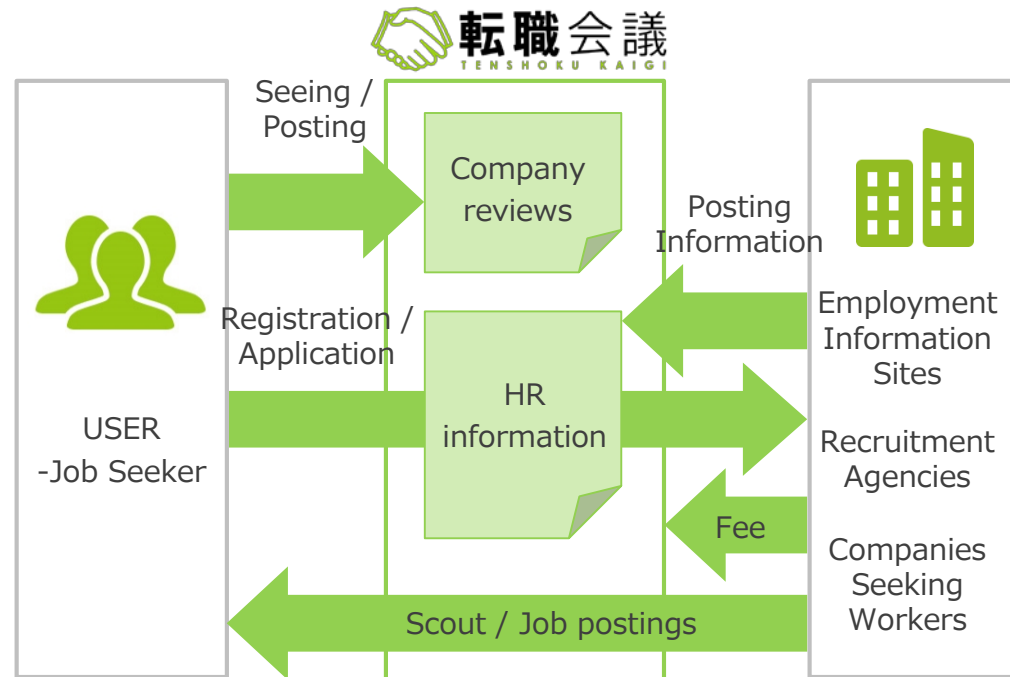 転職会議
TENSHOKU KAIGI
Seeing /
Posting
Company
reviews
Posting
Information
Registration /
Application
HR
information
USER
-Job Seeker
Employment
Information
Sites
Recruitment
Agencies
Fee
Companies
Seeking
Workers
Scout / Job postings